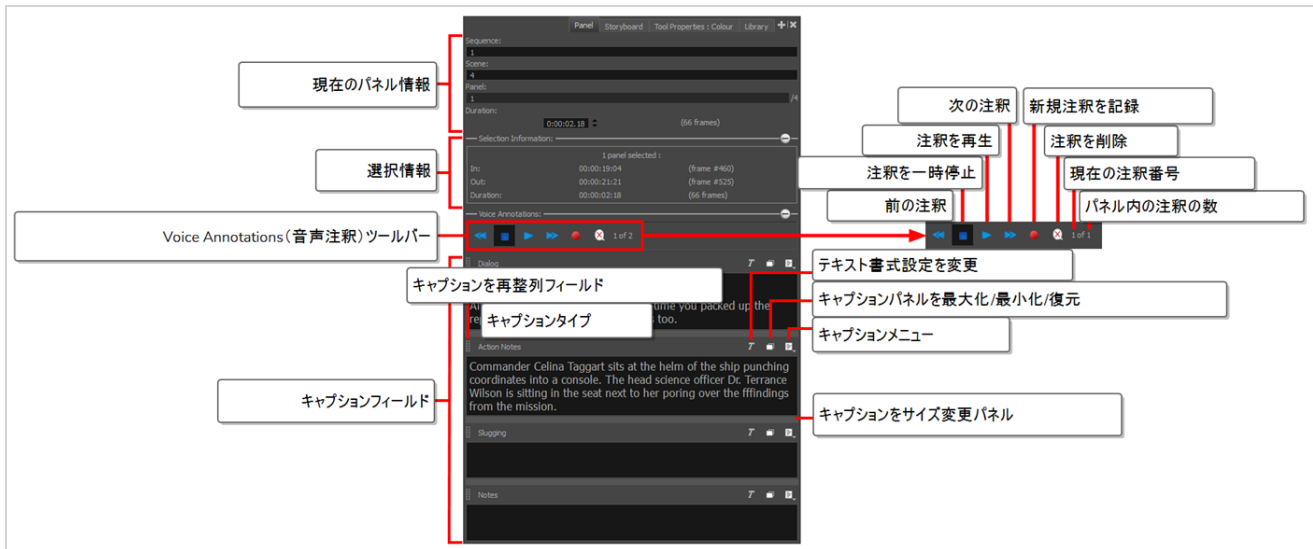 Panel Storyboard Tool Properties : Colour Library
Sequence:
1
Scene:
4
Panel:
1 /4
Duration:
0:00:02.18 (66 frames)
Selection Information:
1 panel selected :
In: 00:00:19:04 (frame #460)
Out: 00:00:21:21 (frame #525)
Duration: 00:00:02:18 (66 frames)
Voice Annotations:
1 of 2
Dialog
ume you packed up the
too.
Action Notes
Commander Celina Taggart sits at the helm of the ship punching
coordinates into a console. The head science officer Dr. Terrance
Wilson is sitting in the seat next to her poring over the fffindings
from the mission.
Slugging
Notes
現在のパネル情報
選択情報
Voice Annotations(音声注釈)ツールバー
キャプションを再整列フィールド
キャプションタイプ
キャプションフィールド
次の注釈
新規注釈を記録
注釈を再生
注釈を削除
注釈を一時停止
現在の注釈番号
前の注釈
パネル内の注釈の数
1 of 1
テキスト書式設定を変更
キャプションパネルを最大化/最小化/復元
キャプションメニュー
キャプションをサイズ変更パネル